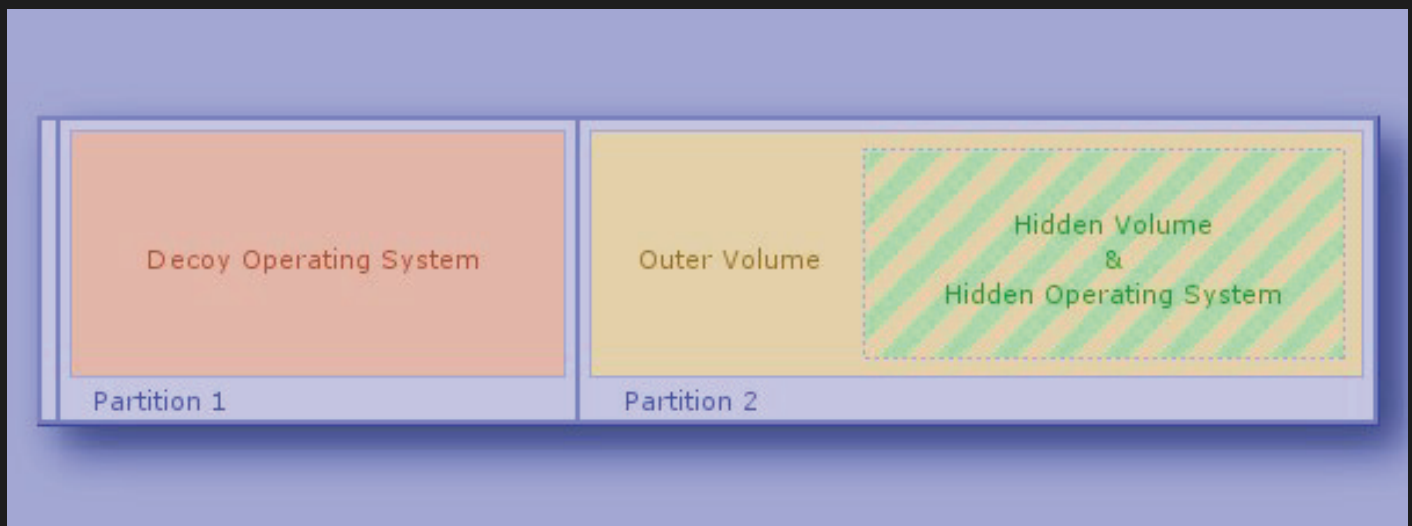 Decoy Operating System
Outer Volume
Hidden Volume
&
Hidden Operating System
Partition 1
Partition 2